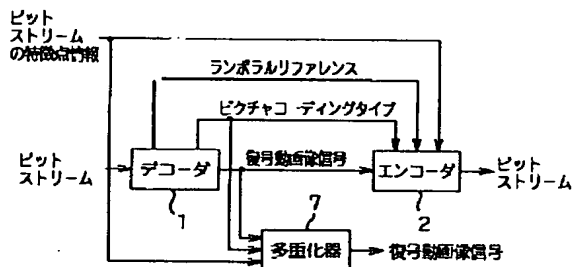 ビット
ストリーム
の特徴点情報
ランポラルリファレンス
ピクチャコーディングタイプ
ビット
ストリーム
デコーダ
復号動画像信号
エンコーダ
ビット
ストリーム
1
7
2
多重化器
復号動画像信号